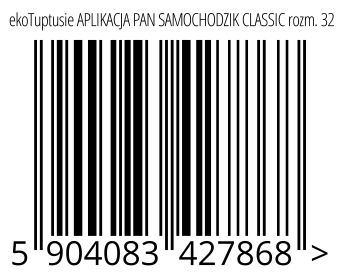 ekoTuptusie APLIKACJA PAN SAMOCHODZIK CLASSIC rozm. 32
5 904083 427868 >